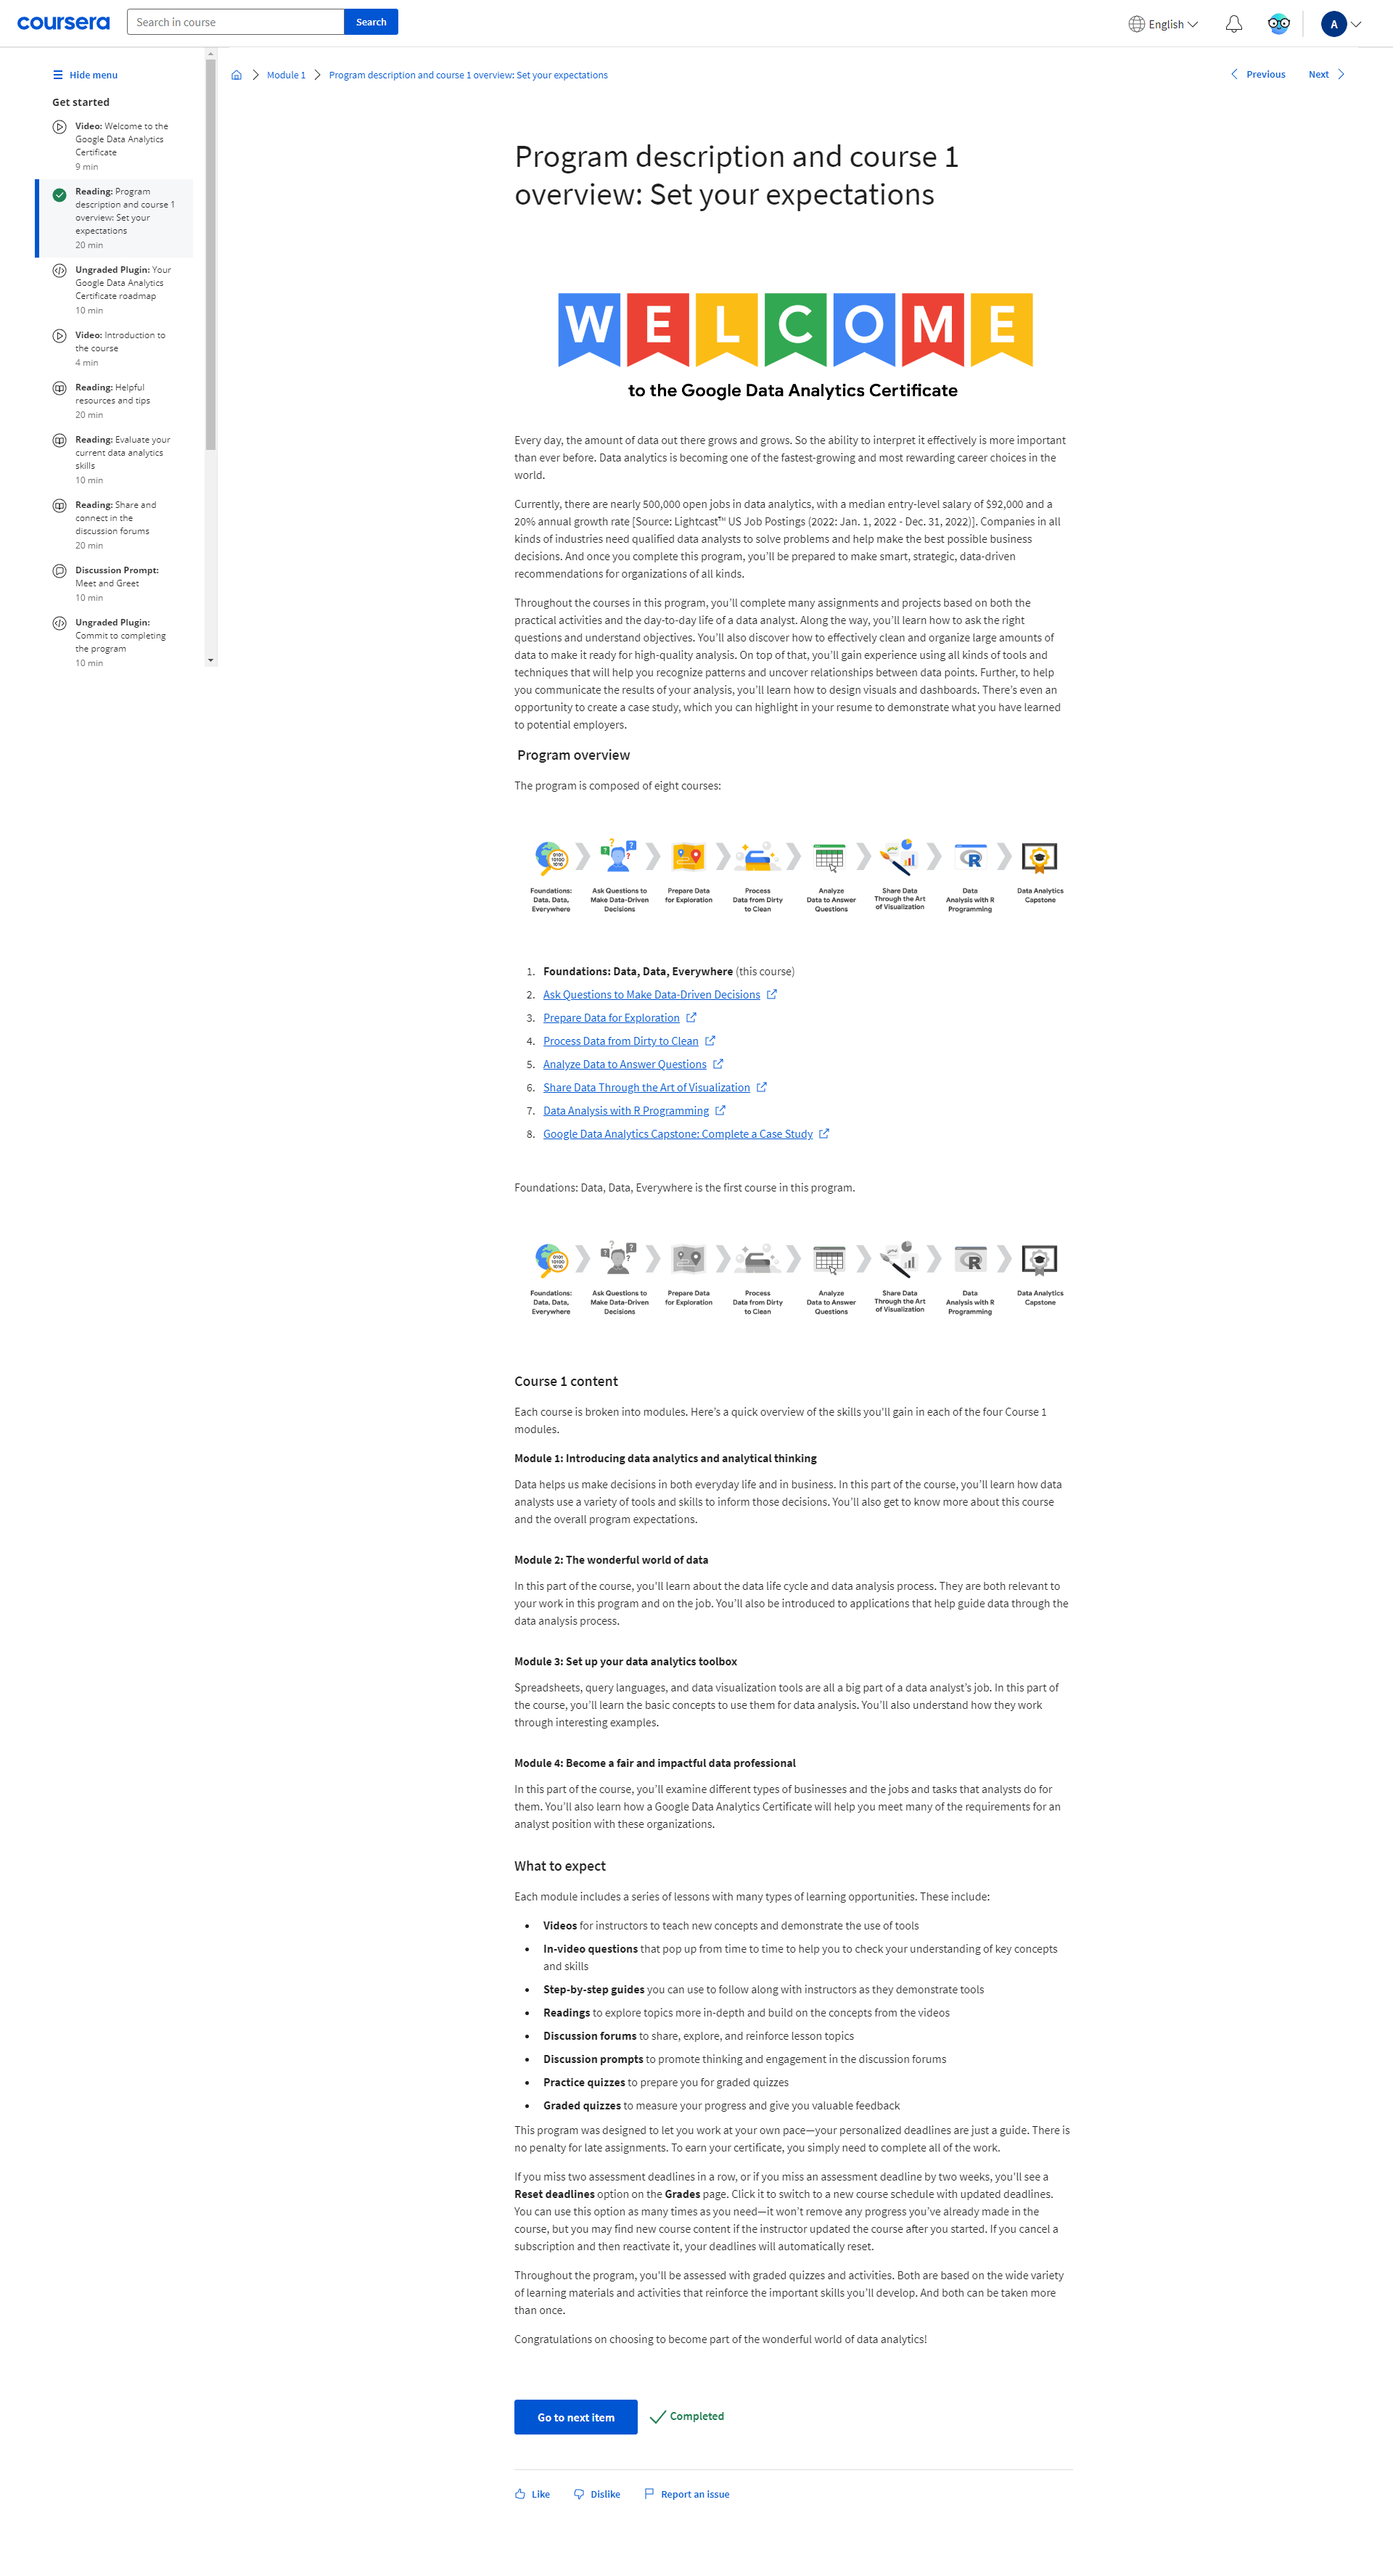 coursera
Search in course
Search
English
A
Hide menu
Get started
Video: Welcome to the
Google Data Analytics
Certificate
9 min
Reading: Program
description and course 1
overview: Set your
expectations
20 min
Ungraded Plugin: Your
Google Data Analytics
Certificate roadmap
10 min
Video: Introduction to
the course
4 min
Reading: Helpful
resources and tips
20 min
Reading: Evaluate your
current data analytics
skills
10 min
Reading: Share and
connect in the
discussion forums
20 min
Discussion Prompt:
Meet and Greet
10 min
Ungraded Plugin:
Commit to completing
the program
10 min
Module 1
Program description and course 1 overview: Set your expectations
Previous
Next
Program description and course 1
overview: Set your expectations
WELCOME
to the Google Data Analytics Certificate
Every day, the amount of data out there grows and grows. So the ability to interpret it effectively is more important
than ever before. Data analytics is becoming one of the fastest-growing and most rewarding career choices in the
world.
Currently, there are nearly 500,000 open jobs in data analytics, with a median entry-level salary of $92,000 and a
20% annual growth rate [Source: Lightcast™ US Job Postings (2022: Jan. 1, 2022 - Dec. 31, 2022)]. Companies in all
kinds of industries need qualified data analysts to solve problems and help make the best possible business
decisions. And once you complete this program, you’ll be prepared to make smart, strategic, data-driven
recommendations for organizations of all kinds.
Throughout the courses in this program, you’ll complete many assignments and projects based on both the
practical activities and the day-to-day life of a data analyst. Along the way, you’ll learn how to ask the right
questions and understand objectives. You’ll also discover how to effectively clean and organize large amounts of
data to make it ready for high-quality analysis. On top of that, you’ll gain experience using all kinds of tools and
techniques that will help you recognize patterns and uncover relationships between data points. Further, to help
you communicate the results of your analysis, you’ll learn how to design visuals and dashboards. There’s even an
opportunity to create a case study, which you can highlight in your resume to demonstrate what you have learned
to potential employers.
Program overview
The program is composed of eight courses:
Foundations:
Data, Data,
Everywhere
Ask Questions to
Make Data-Driven
Decisions
Prepare Data
for Exploration
Process
Data from Dirty
to Clean
Analyze
Data to Answer
Questions
Share Data
Through the Art
of Visualization
Data
Analysis with R
Programming
Data Analytics
Capstone
1. Foundations: Data, Data, Everywhere (this course)
2. Ask Questions to Make Data-Driven Decisions
3. Prepare Data for Exploration
4. Process Data from Dirty to Clean
5. Analyze Data to Answer Questions
6. Share Data Through the Art of Visualization
7. Data Analysis with R Programming
8. Google Data Analytics Capstone: Complete a Case Study
Foundations: Data, Data, Everywhere is the first course in this program.
Foundations:
Data, Data,
Everywhere
Ask Questions to
Make Data-Driven
Decisions
Prepare Data
for Exploration
Process
Data from Dirty
to Clean
Analyze
Data to Answer
Questions
Share Data
Through the Art
of Visualization
Data
Analysis with R
Programming
Data Analytics
Capstone
Course 1 content
Each course is broken into modules. Here’s a quick overview of the skills you’ll gain in each of the four Course 1
modules.
Module 1: Introducing data analytics and analytical thinking
Data helps us make decisions in both everyday life and in business. In this part of the course, you’ll learn how data
analysts use a variety of tools and skills to inform those decisions. You’ll also get to know more about this course
and the overall program expectations.
Module 2: The wonderful world of data
In this part of the course, you’ll learn about the data life cycle and data analysis process. They are both relevant to
your work in this program and on the job. You’ll also be introduced to applications that help guide data through the
data analysis process.
Module 3: Set up your data analytics toolbox
Spreadsheets, query languages, and data visualization tools are all a big part of a data analyst’s job. In this part of
the course, you’ll learn the basic concepts to use them for data analysis. You’ll also understand how they work
through interesting examples.
Module 4: Become a fair and impactful data professional
In this part of the course, you’ll examine different types of businesses and the jobs and tasks that analysts do for
them. You’ll also learn how a Google Data Analytics Certificate will help you meet many of the requirements for an
analyst position with these organizations.
What to expect
Each module includes a series of lessons with many types of learning opportunities. These include:
• Videos for instructors to teach new concepts and demonstrate the use of tools
• In-video questions that pop up from time to time to help you to check your understanding of key concepts
and skills
• Step-by-step guides you can use to follow along with instructors as they demonstrate tools
• Readings to explore topics more in-depth and build on the concepts from the videos
• Discussion forums to share, explore, and reinforce lesson topics
• Discussion prompts to promote thinking and engagement in the discussion forums
• Practice quizzes to prepare you for graded quizzes
• Graded quizzes to measure your progress and give you valuable feedback
This program was designed to let you work at your own pace—your personalized deadlines are just a guide. There is
no penalty for late assignments. To earn your certificate, you simply need to complete all of the work.
If you miss two assessment deadlines in a row, or if you miss an assessment deadline by two weeks, you’ll see a
Reset deadlines option on the Grades page. Click it to switch to a new course schedule with updated deadlines.
You can use this option as many times as you need—it won’t remove any progress you’ve already made in the
course, but you may find new course content if the instructor updated the course after you started. If you cancel a
subscription and then reactivate it, your deadlines will automatically reset.
Throughout the program, you’ll be assessed with graded quizzes and activities. Both are based on the wide variety
of learning materials and activities that reinforce the important skills you’ll develop. And both can be taken more
than once.
Congratulations on choosing to become part of the wonderful world of data analytics!
Go to next item
Completed
Like
Dislike
Report an issue